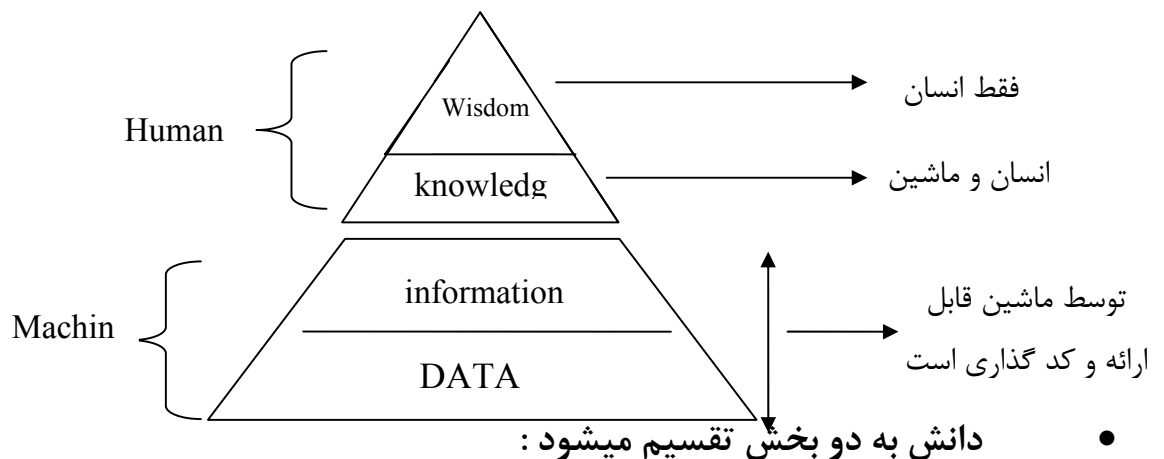 Wisdom
فقط انسان
Human
knowledg
انسان و ماشین
information
Machin
توسط ماشین قابل
ارائه و کد گذاری است
DATA
• دانش به دو بخش تقسیم میشود :